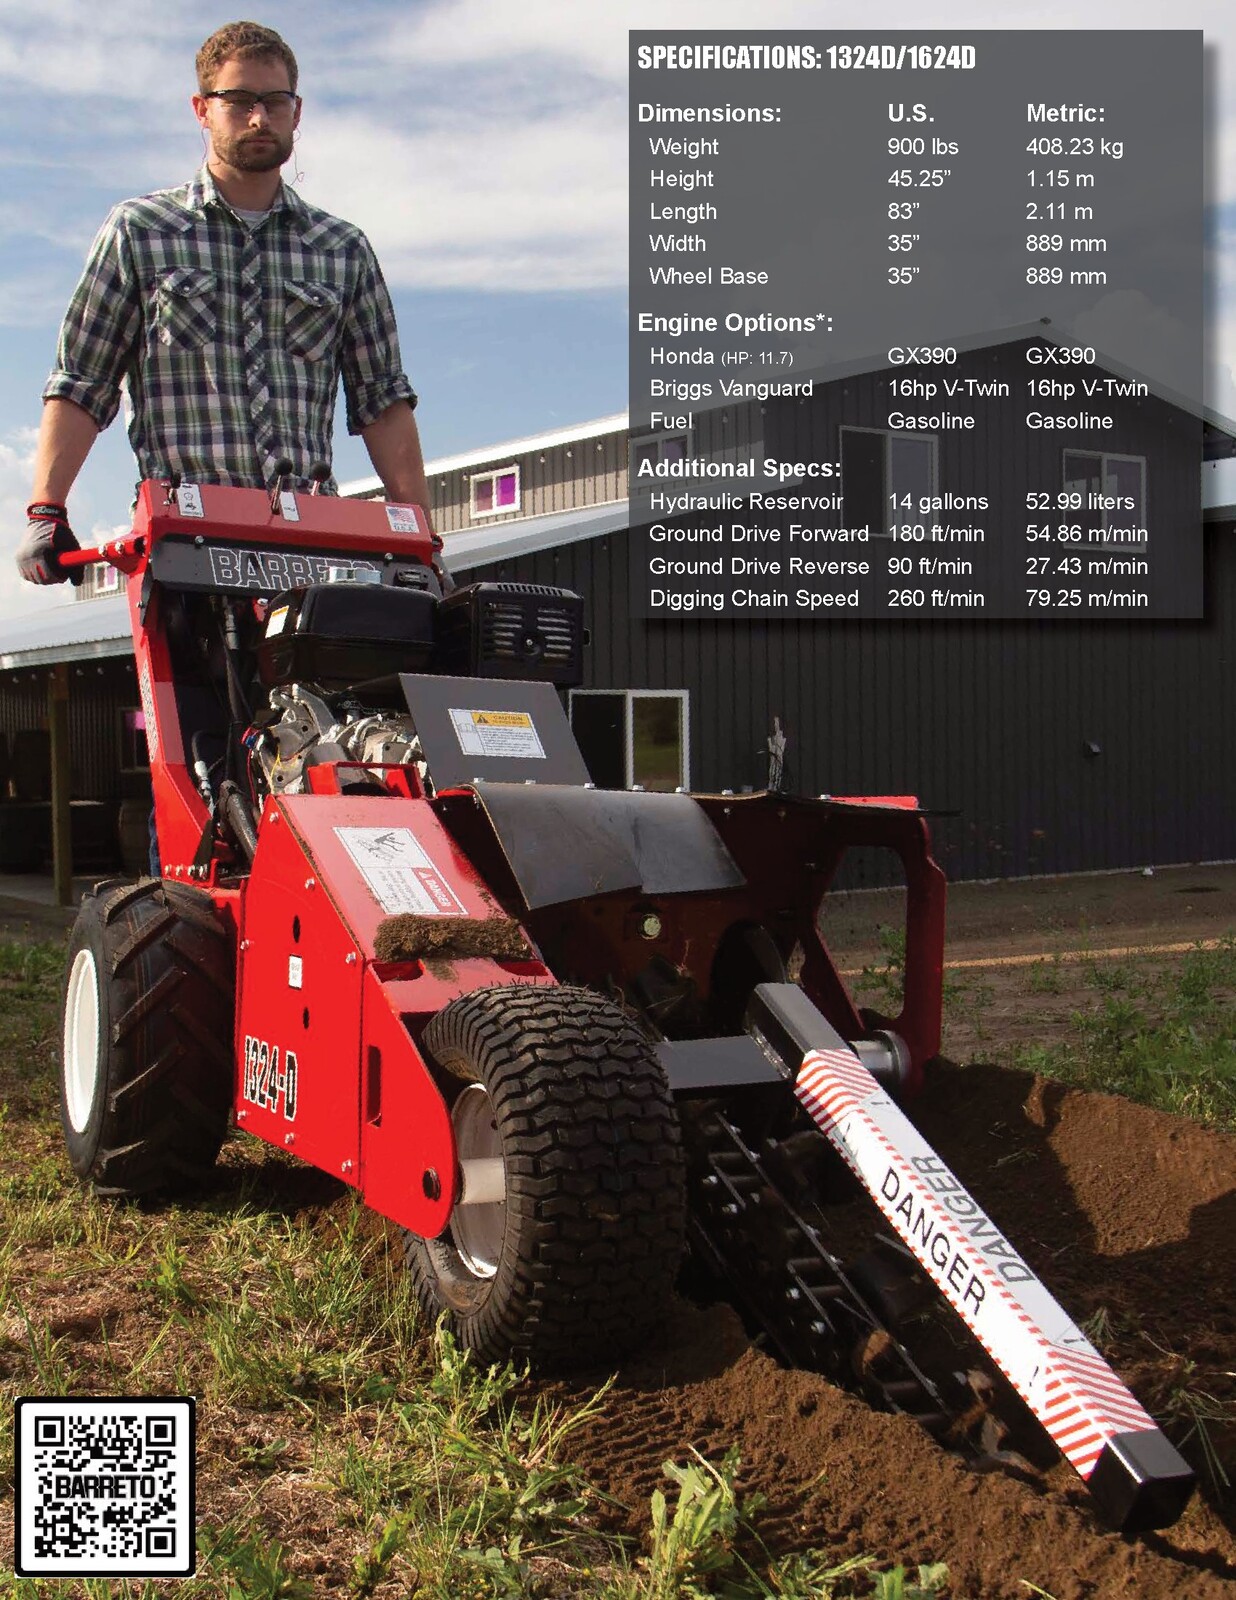 SPECIFICATIONS: 1324D/1624D
Dimensions: U.S. Metric:
Weight 900 lbs 408.23 kg
Height 45.25” 1.15 m
Length 83” 2.11 m
Width 35” 889 mm
Wheel Base 35” 889 mm
Engine Options*:
Honda (HP: 11.7) GX390 GX390
Briggs Vanguard 16hp V-Twin 16hp V-Twin
Fuel Gasoline Gasoline
Additional Specs:
Hydraulic Reservoir 14 gallons 52.99 liters
Ground Drive Forward 180 ft/min 54.86 m/min
Ground Drive Reverse 90 ft/min 27.43 m/min
Digging Chain Speed 260 ft/min 79.25 m/min
BARRETO
CAUTION
DANGER
1324-D
DANGER
DANGER
BARRETO